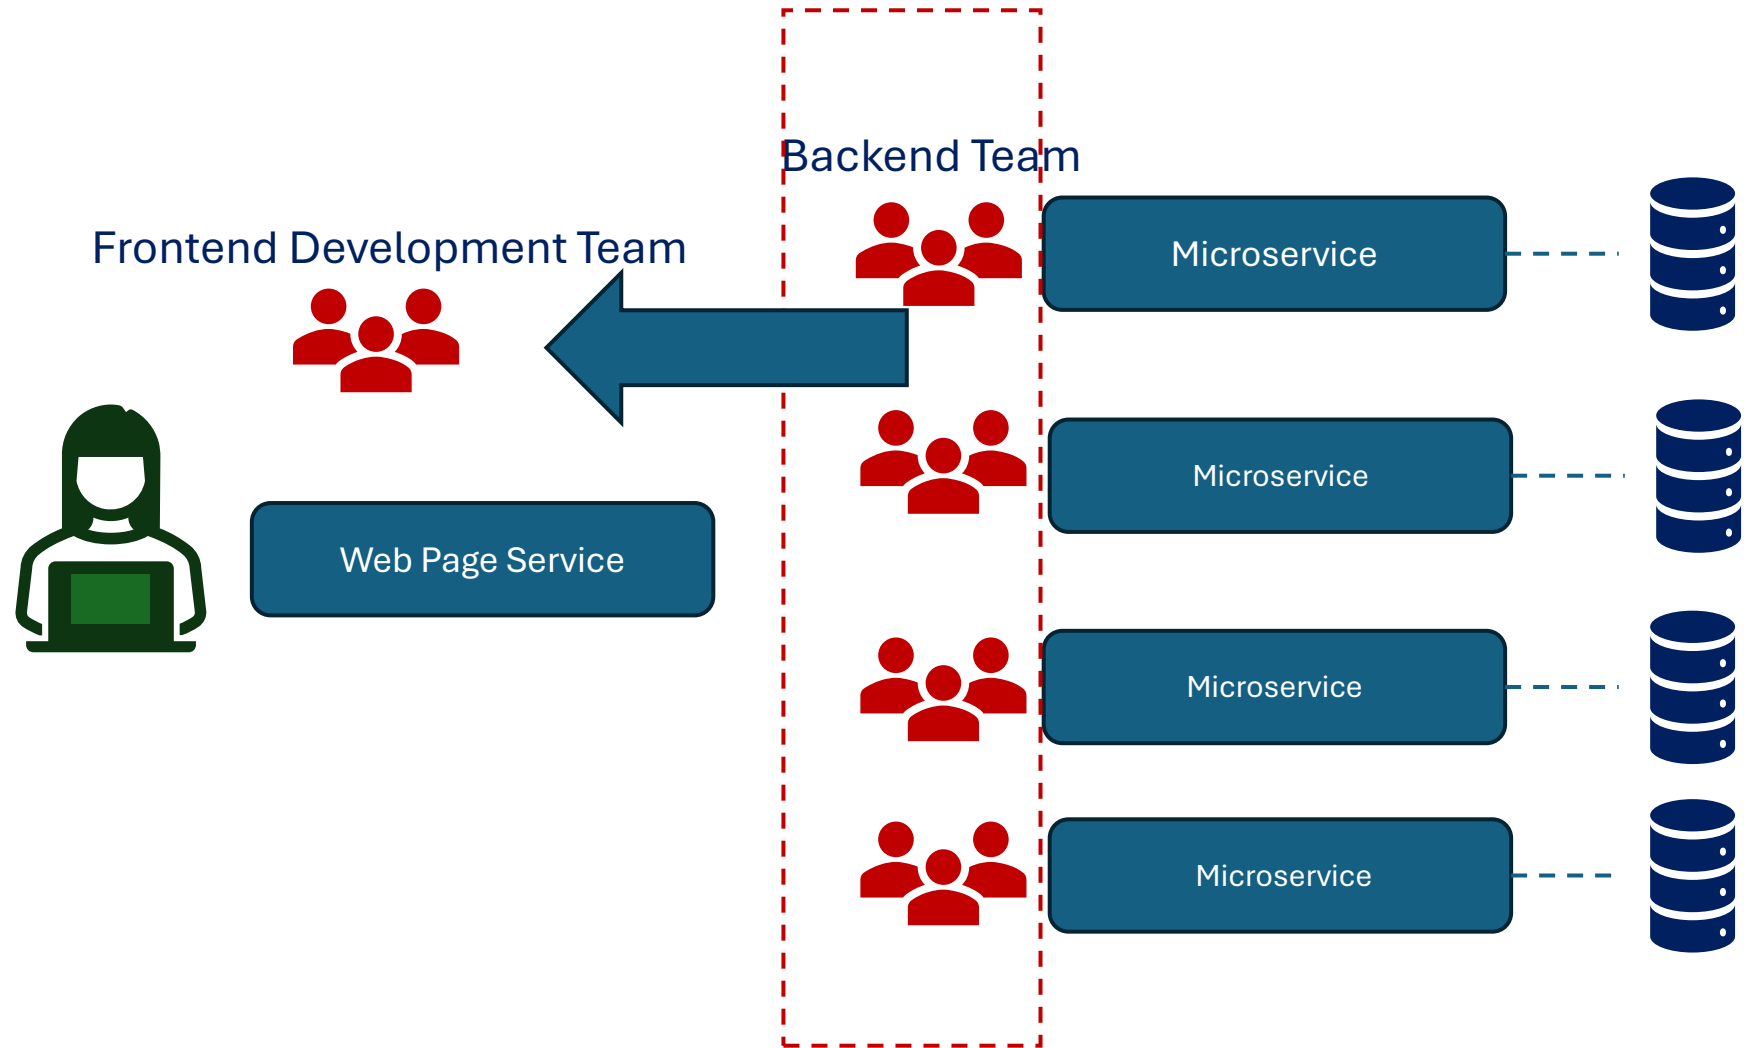 Backend Team
Frontend Development Team
Microservice
Microservice
Web Page Service
Microservice
Microservice